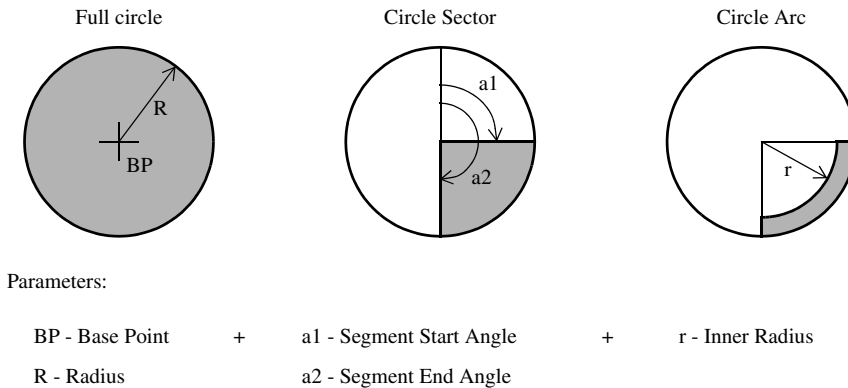 Full circle
Circle Sector
Circle Arc
R
BP
a1
a2
r
Parameters:
BP - Base Point + a1 - Segment Start Angle + r - Inner Radius
R - Radius a2 - Segment End Angle